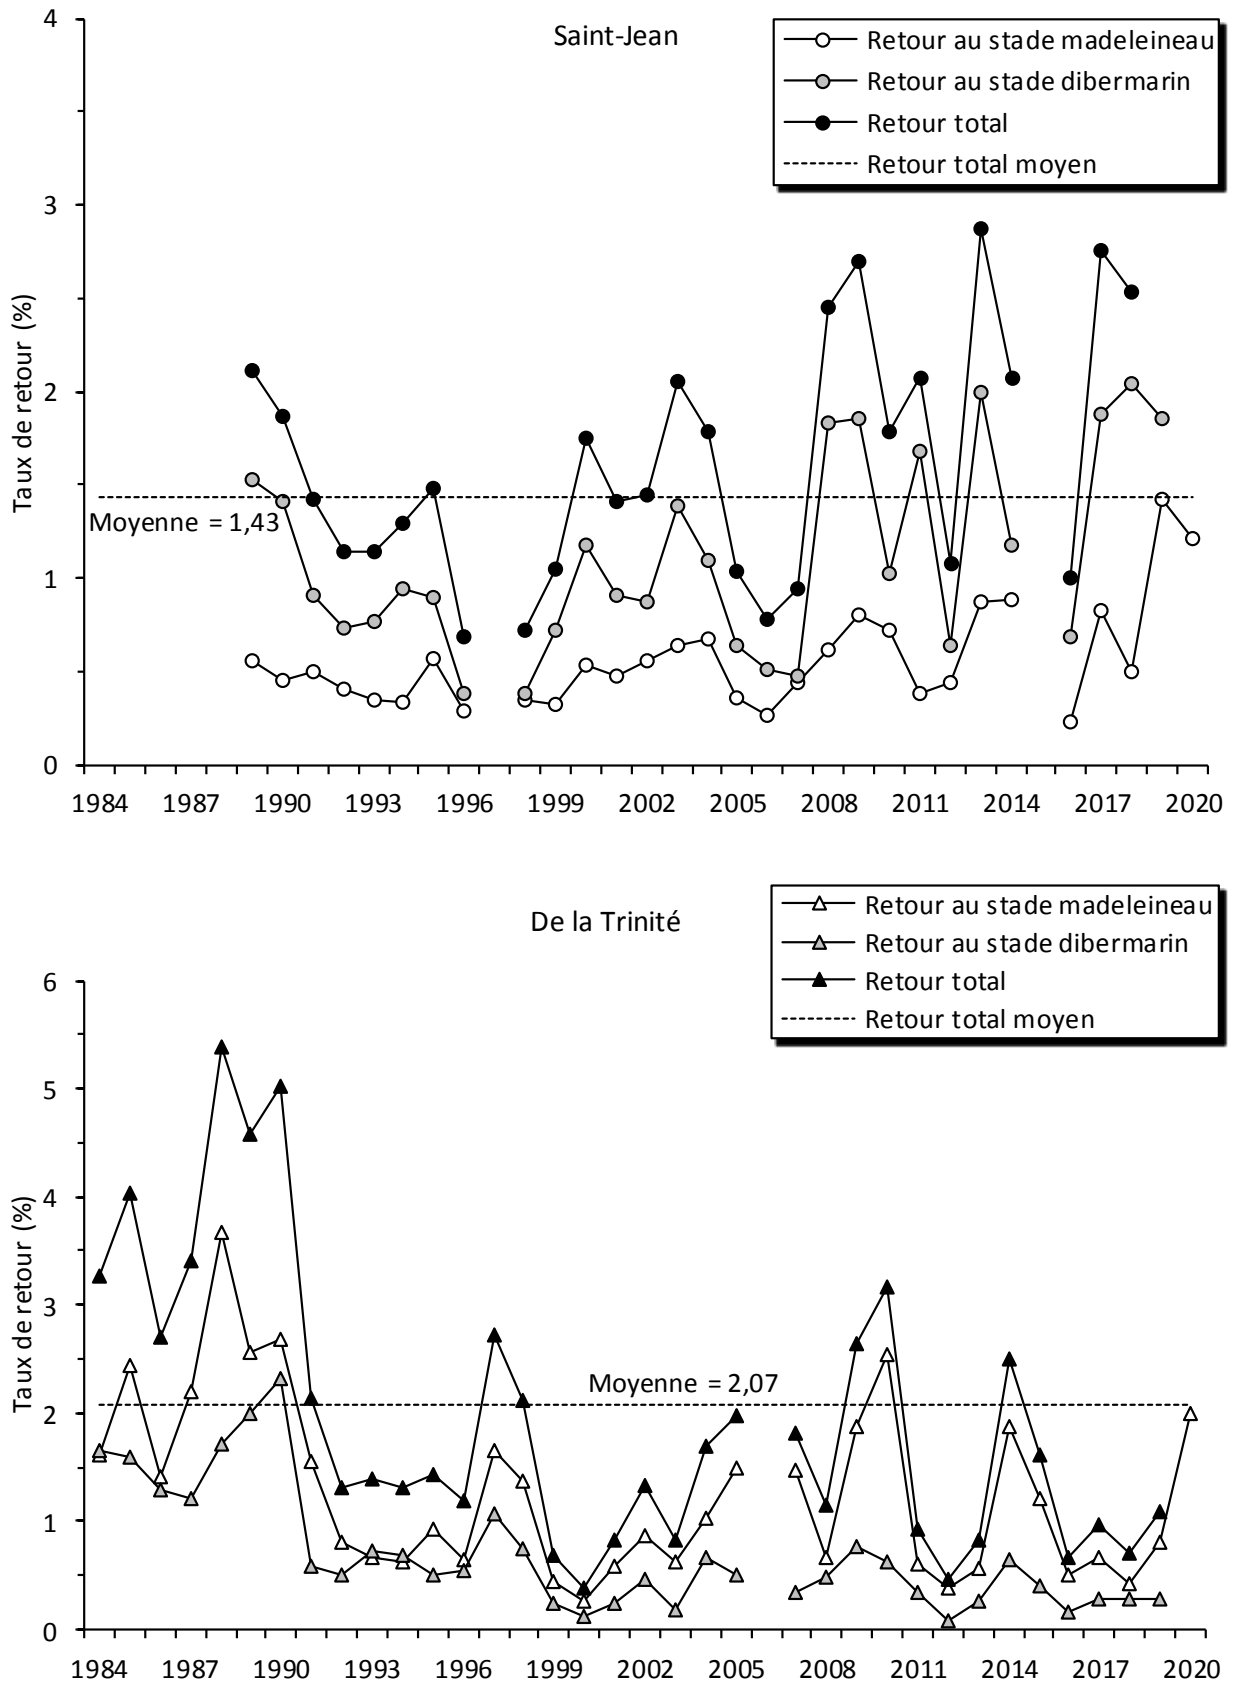 Saint-Jean
Retour au stade madeleineau
Retour au stade dibermarin
Retour total
Retour total moyen
Taux de retour (%)
4
3
2
1
0
Moyenne = 1,43
1984 1987 1990 1993 1996 1999 2002 2005 2008 2011 2014 2017 2020
De la Trinité
Retour au stade madeleineau
Retour au stade dibermarin
Retour total
Retour total moyen
Taux de retour (%)
6
5
4
3
2
1
0
Moyenne = 2,07
1984 1987 1990 1993 1996 1999 2002 2005 2008 2011 2014 2017 2020